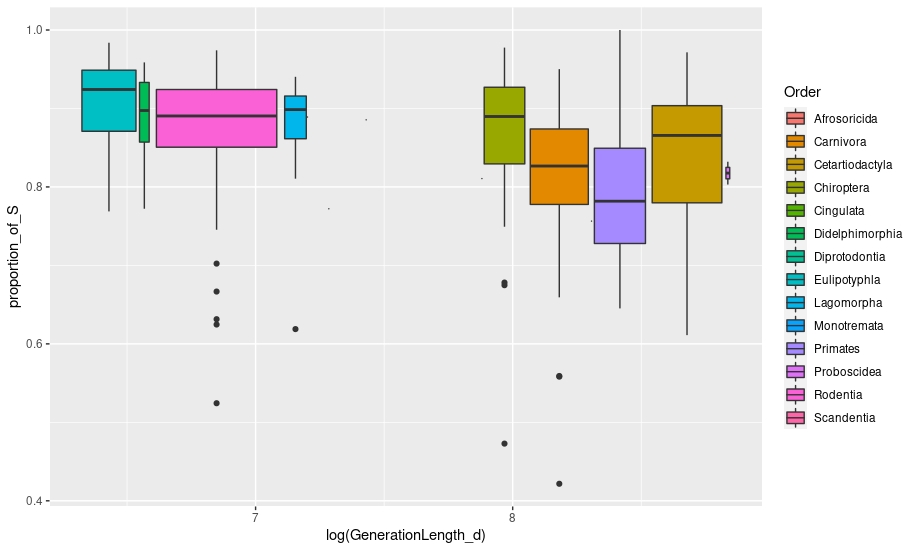 1.0
0.8
0.6
0.4
proportion_of_S
7
8
log(GenerationLength_d)
Order
Afrosoricida
Carnivora
Cetartiodactyla
Chiroptera
Cingulata
Didelphimorphia
Diprotodontia
Eulipotyphla
Lagomorpha
Monotremata
Primates
Proboscidea
Rodentia
Scandentia